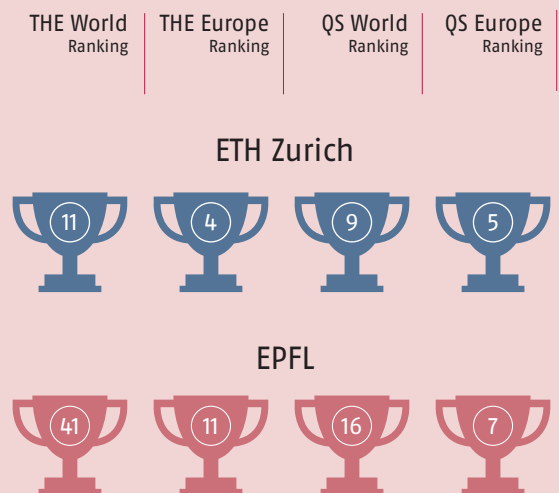 THE World THE Europe QS World QS Europe
Ranking Ranking Ranking Ranking
ETH Zurich
11 4 9 5
EPFL
41 11 16 7